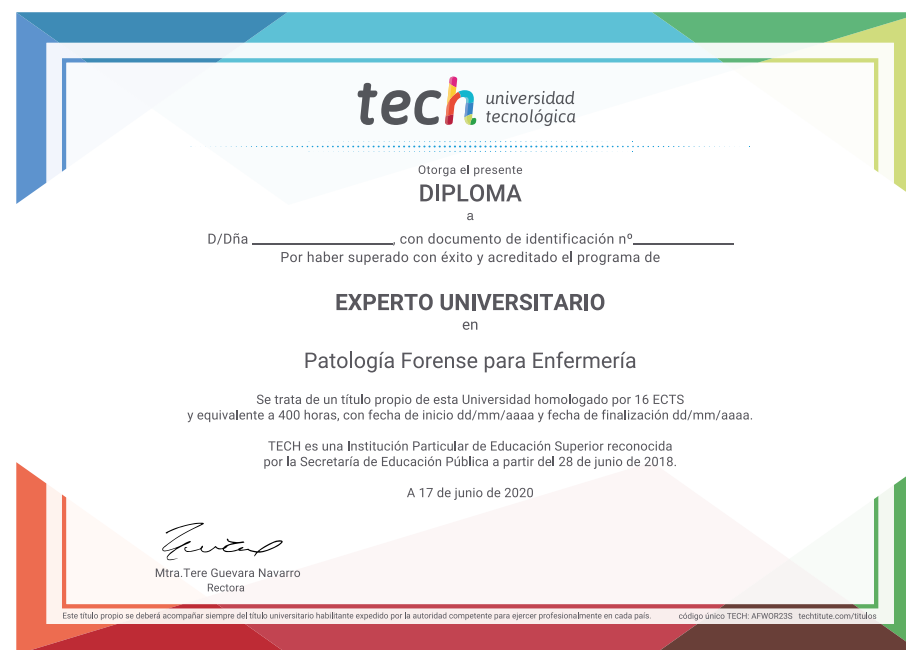 tech universidad
tecnológica
Otorga el presente
DIPLOMA
a
D/Dña ____________________, con documento de identificación nº______________
Por haber superado con éxito y acreditado el programa de
EXPERTO UNIVERSITARIO
en
Patología Forense para Enfermería
Se trata de un título propio de esta Universidad homologado por 16 ECTS
y equivalente a 400 horas, con fecha de inicio dd/mm/aaaa y fecha de finalización dd/mm/aaaa.
TECH es una Institución Particular de Educación Superior reconocida
por la Secretaría de Educación Pública a partir del 28 de junio de 2018.
A 17 de junio de 2020
Mtra.Tere Guevara Navarro
Rectora
Este título propio se deberá acompañar siempre del título universitario habilitante expedido por la autoridad competente para ejercer profesionalmente en cada país. código único TECH: AFWOR23S techtitute.com/titulos